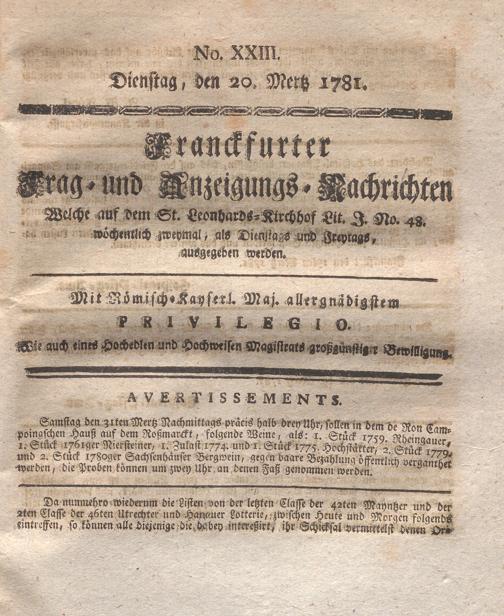 No. XXIII.
Dienstag, den 20. Mertz 1781.
Franckfurter
Frag- und Anzeigungs-Nachrichten
Welche auf dem St. Leonhards-Kirchhof Lit. J. No. 48.
wöchentlich zweymal, als Dienstags und Freytags,
ausgegeben werden.
Mit Römisch-Kayserl. Maj. allergnädigstem
PRIVILEGIO.
Wie auch eines Hochedlen und Hochweisen Magistrats großgünstiger Bewilligung.
AVERTISSEMENTS.
Samstag den 31ten Mertz Nachmittags präcis halb drey Uhr, sollen in dem de Ron Cam-
poingschen Hauß auf dem Roßmarckt, folgende Weine, als: 1. Stück 1759. Rheingauer,
1. Stück 1761ger Niersteiner, 1. Zulast 1774. und 1. Stück 1775. Hochstätter, 2. Stück 1779.
und 2. Stück 1780ger Sachsenhäuser Bergwein, gegen baare Bezahlung öffentlich verganthet
werden, die Proben können um zwey Uhr an denen Faß genommen werden.
Da nunmehro wiederum die Listen von der letzten Classe der 42ten Mayntzer und der
2ten Classe der 46ten Utrechter und Hanauer Lotterie, zwischen Heute und Morgen folgends
eintreffen, so können alle diejenige die dabey interessirt, ihr Schicksal vermittelst denen Ori